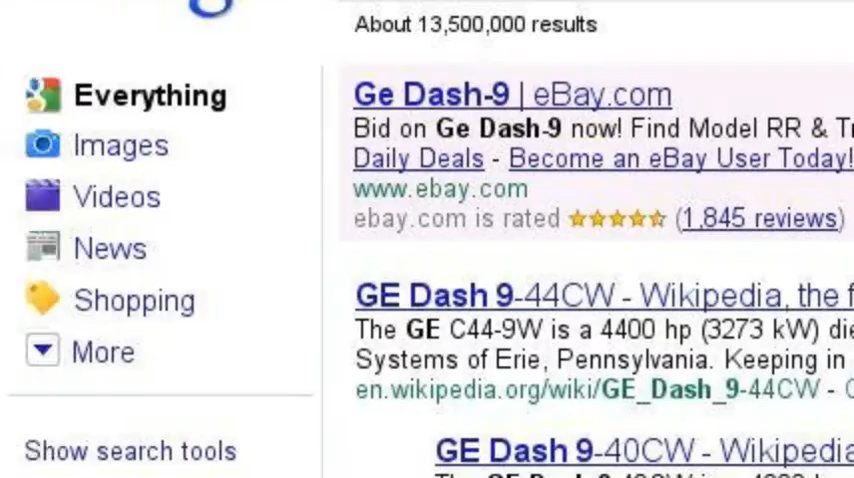 About 13,500,000 results
Everything
Images
Videos
News
Shopping
More
Show search tools
Ge Dash-9 | eBay.com
Bid on Ge Dash-9 now! Find Model RR &
Daily Deals - Become an eBay User Today!
www.ebay.com
ebay.com is rated ★★★★★ (1,845 reviews)
GE Dash 9-44CW - Wikipedia, the
The GE C44-9W is a 4400 hp (3273 kW)
Systems of Erie, Pennsylvania. Keeping in
en.wikipedia.org/wiki/GE_Dash_9-44CW -
GE Dash 9-40CW - Wikipedia